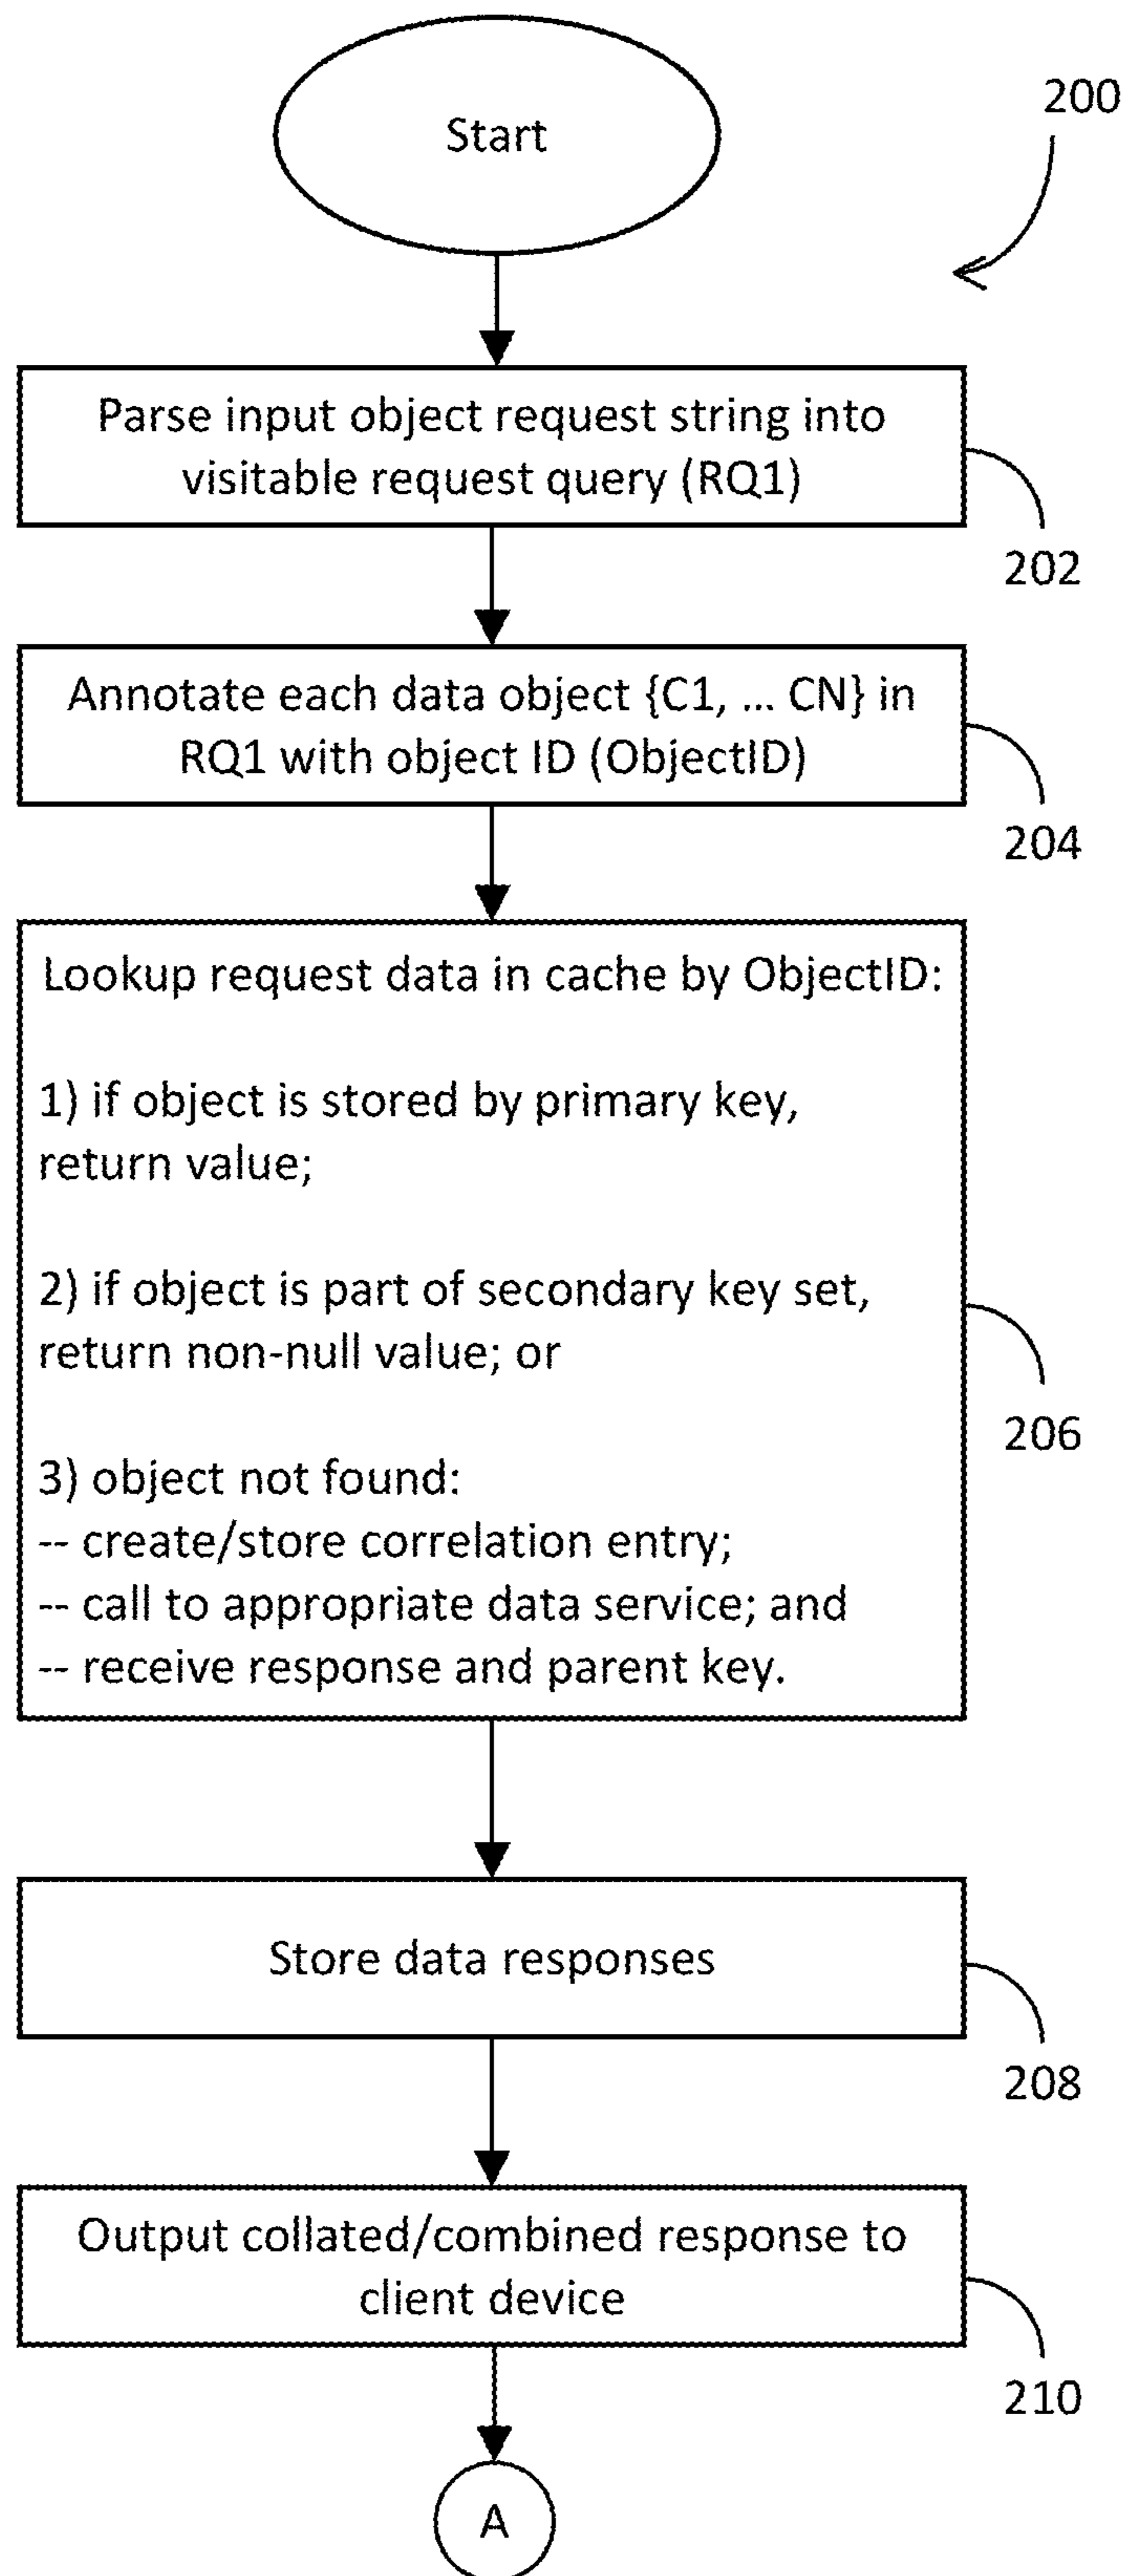 Start
200
Parse input object request string into
visitable request query (RQ1)
202
Annotate each data object {C1, ... CN} in
RQ1 with object ID (ObjectID)
204
Lookup request data in cache by ObjectID:
1) if object is stored by primary key,
return value;
2) if object is part of secondary key set,
return non-null value; or
206
3) object not found:
-- create/store correlation entry;
-- call to appropriate data service; and
-- receive response and parent key.
Store data responses
208
Output collated/combined response to
client device
210
A